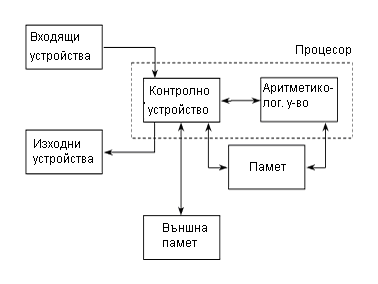 Входящи
устройства
Процесор
Контролно
устройство
Аритметико-
лог. у-во
Изходни
устройства
Памет
Външна
памет